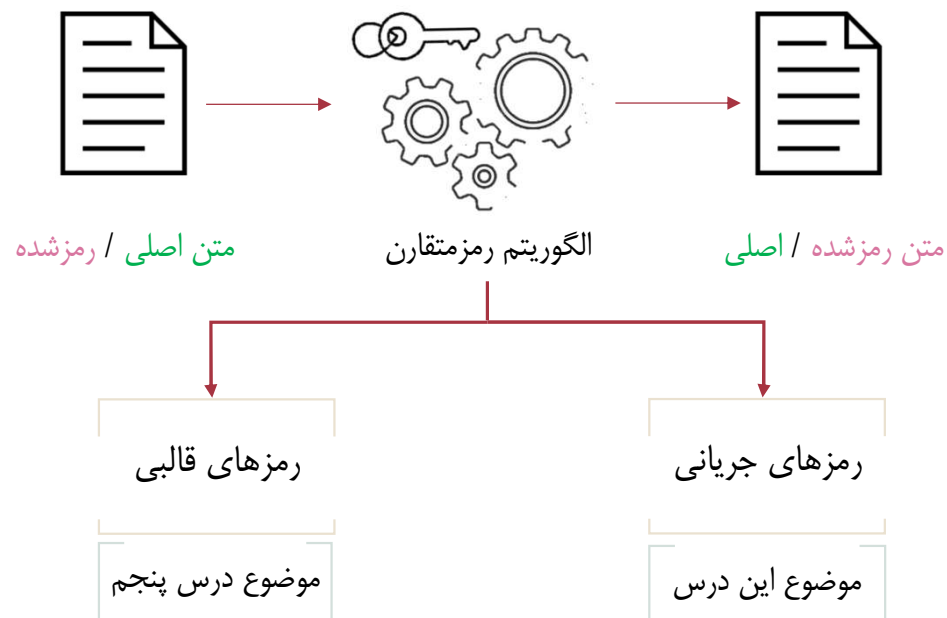 متن رمزشده / اصلی
الگوریتم رمزمتقارن
متن اصلی / رمزشده
رمزهای جریانی
رمزهای قالبی
موضوع این درس
موضوع درس پنجم